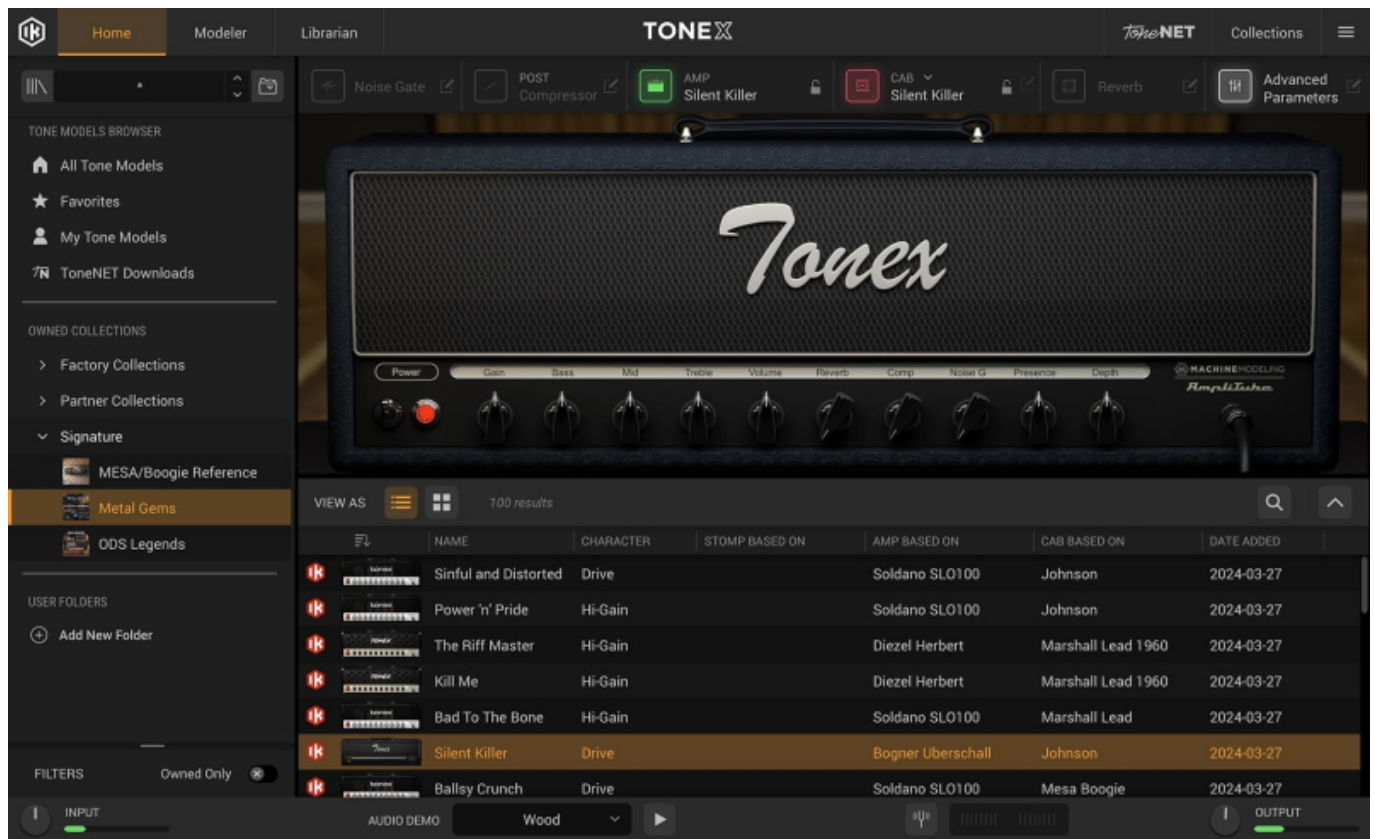 Home
Modeler
Librarian
TONEX
ToneNET
Collections
*
Noise Gate
POST
Compressor
AMP
Silent Killer
CAB
Silent Killer
Reverb
Advanced
Parameters
TONE MODELS BROWSER
All Tone Models
Favorites
My Tone Models
ToneNET Downloads
OWNED COLLECTIONS
Factory Collections
Partner Collections
Signature
MESA/Boogie Reference
Metal Gems
ODS Legends
USER FOLDERS
Add New Folder
FILTERS Owned Only
Tonex
Power Gain Bass Mid Treble Volume Reverb Comp Noise G Presence Depth
MACHINEMODELING
AmpliTube
VIEW AS 100 results
NAME CHARACTER STOMP BASED ON AMP BASED ON CAB BASED ON DATE ADDED
Sinful and Distorted Drive Soldano SLO100 Johnson 2024-03-27
Power 'n' Pride Hi-Gain Soldano SLO100 Johnson 2024-03-27
The Riff Master Hi-Gain Diezel Herbert Marshall Lead 1960 2024-03-27
Kill Me Hi-Gain Diezel Herbert Marshall Lead 1960 2024-03-27
Bad To The Bone Hi-Gain Soldano SLO100 Marshall Lead 2024-03-27
Silent Killer Drive Bogner Uberschall Johnson 2024-03-27
Ballsy Crunch Drive Soldano SLO100 Mesa Boogie 2024-03-27
INPUT
AUDIO DEMO Wood
OUTPUT